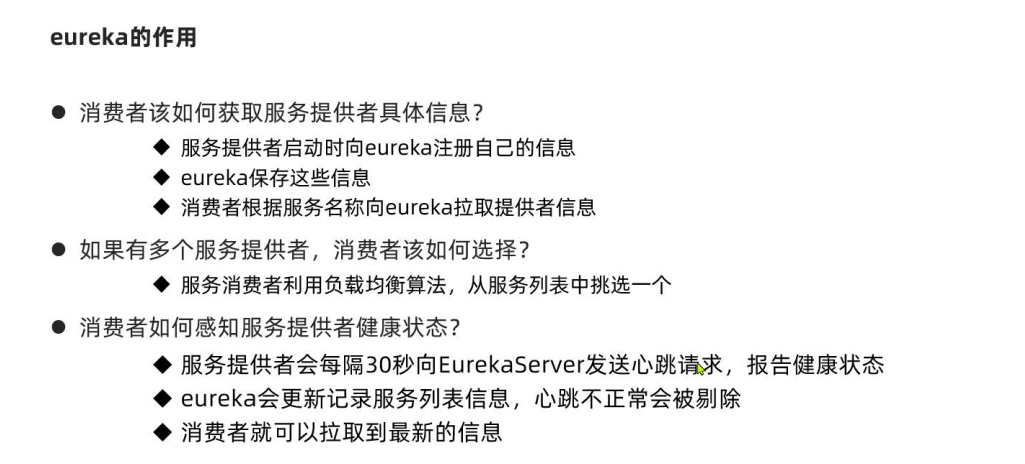 eureka的作用
● 消费者该如何获取服务提供者具体信息?
◆ 服务提供者启动时向eureka注册自己的信息
◆ eureka保存这些信息
◆ 消费者根据服务名称向eureka拉取提供者信息
● 如果有多个服务提供者，消费者该如何选择?
◆ 服务消费者利用负载均衡算法，从服务列表中挑选一个
● 消费者如何感知服务提供者健康状态?
◆ 服务提供者会每隔30秒向EurekaServer发送心跳请求，报告健康状态
◆ eureka会更新记录服务列表信息，心跳不正常会被剔除
◆ 消费者就可以拉取到最新的信息